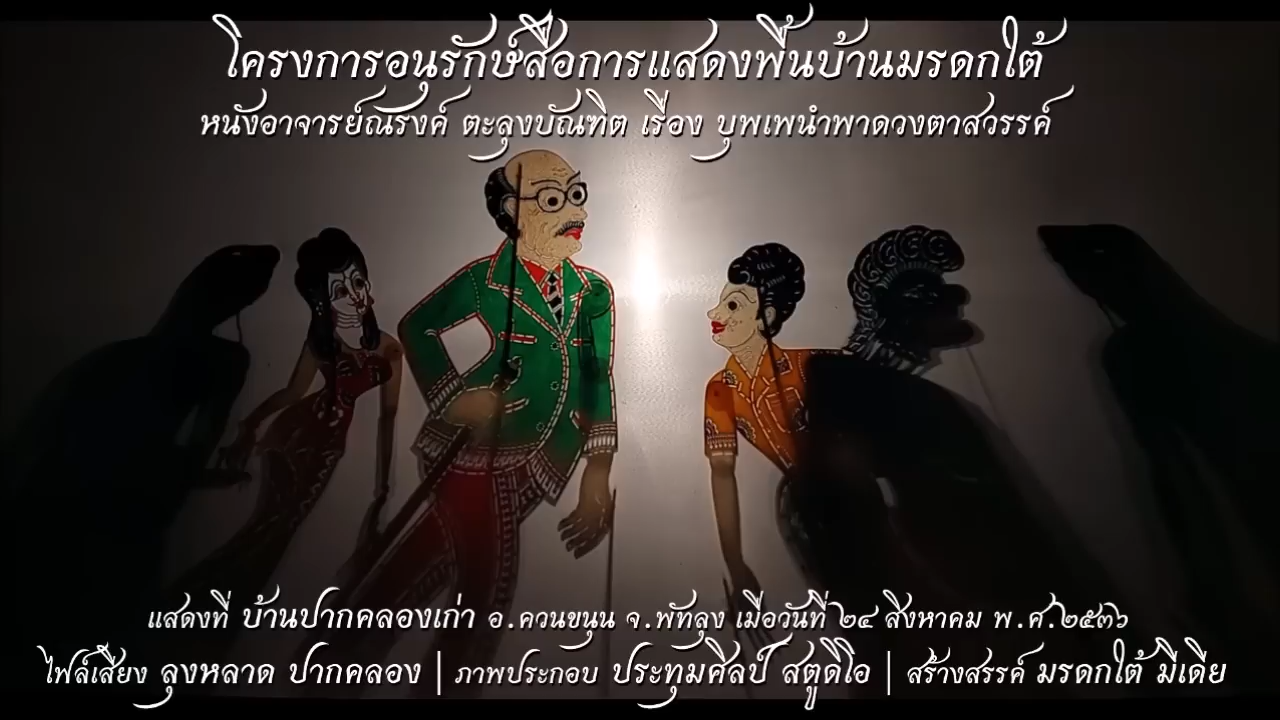 โครงการอนุรักษ์สื่อการแสดงพื้นบ้านมรดกใต้
หนังอาจารย์ณรงค์ ตะลุงบัณฑิต เรื่อง บุพเพนำพาดวงตาสวรรค์
แสดงที่ บ้านปากคลองเก่า อ.ควนขนุน จ.พัทลุง เมื่อวันที่ ๒๔ สิงหาคม พ.ศ.๒๕๓๖
ไฟล์เสียง ลุงหลาด ปากคลอง | ภาพประกอบ ประทุมศิลป์ สตูดิโอ | สร้างสรรค์ มรดกใต้ มีเดีย